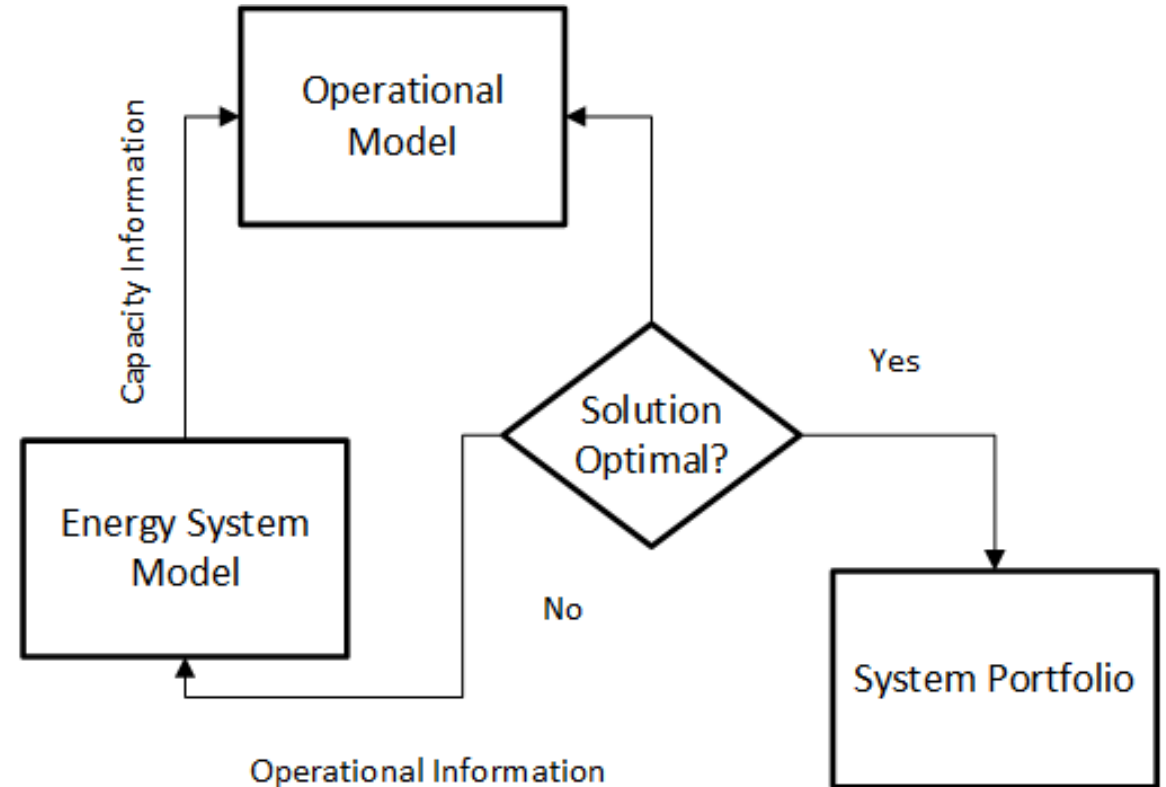 Operational
Model
Capacity Information
Yes
Solution
Optimal?
Energy System
Model
No
System Portfolio
Operational Information